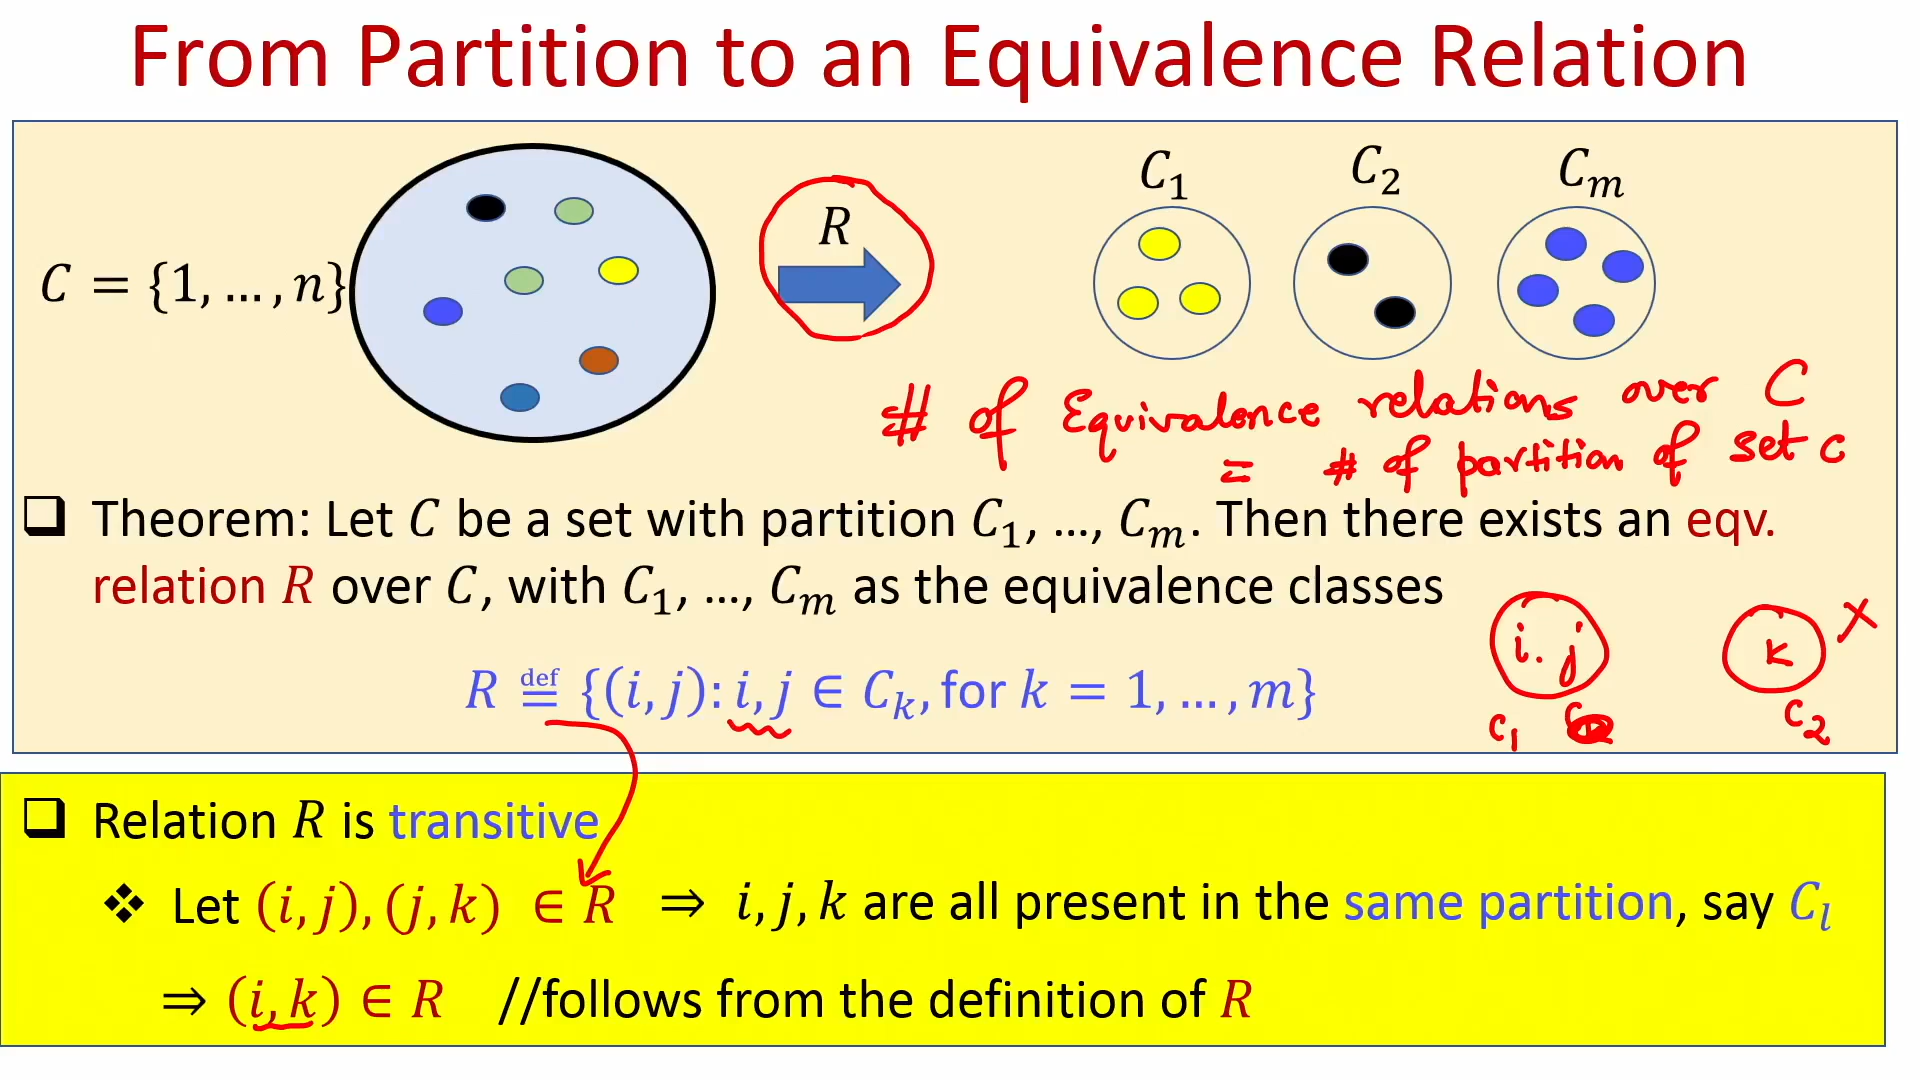 From Partition to an Equivalence Relation
C₁ C₂ Cₘ
R
C = {1, ... , n}
# of Equivalence relations over C
= # of partition of set C
❑ Theorem: Let C be a set with partition C₁, ..., Cₘ. Then there exists an eqv.
relation R over C, with C₁, ..., Cₘ as the equivalence classes
i. j k X
R ≝ {(i, j): i, j ∈ Cₖ, for k = 1, ... , m}
C₁ C₂
❑ Relation R is transitive
❖ Let (i, j), (j, k) ∈ R ⇒ i, j, k are all present in the same partition, say Cₗ
⇒ (i, k) ∈ R //follows from the definition of R